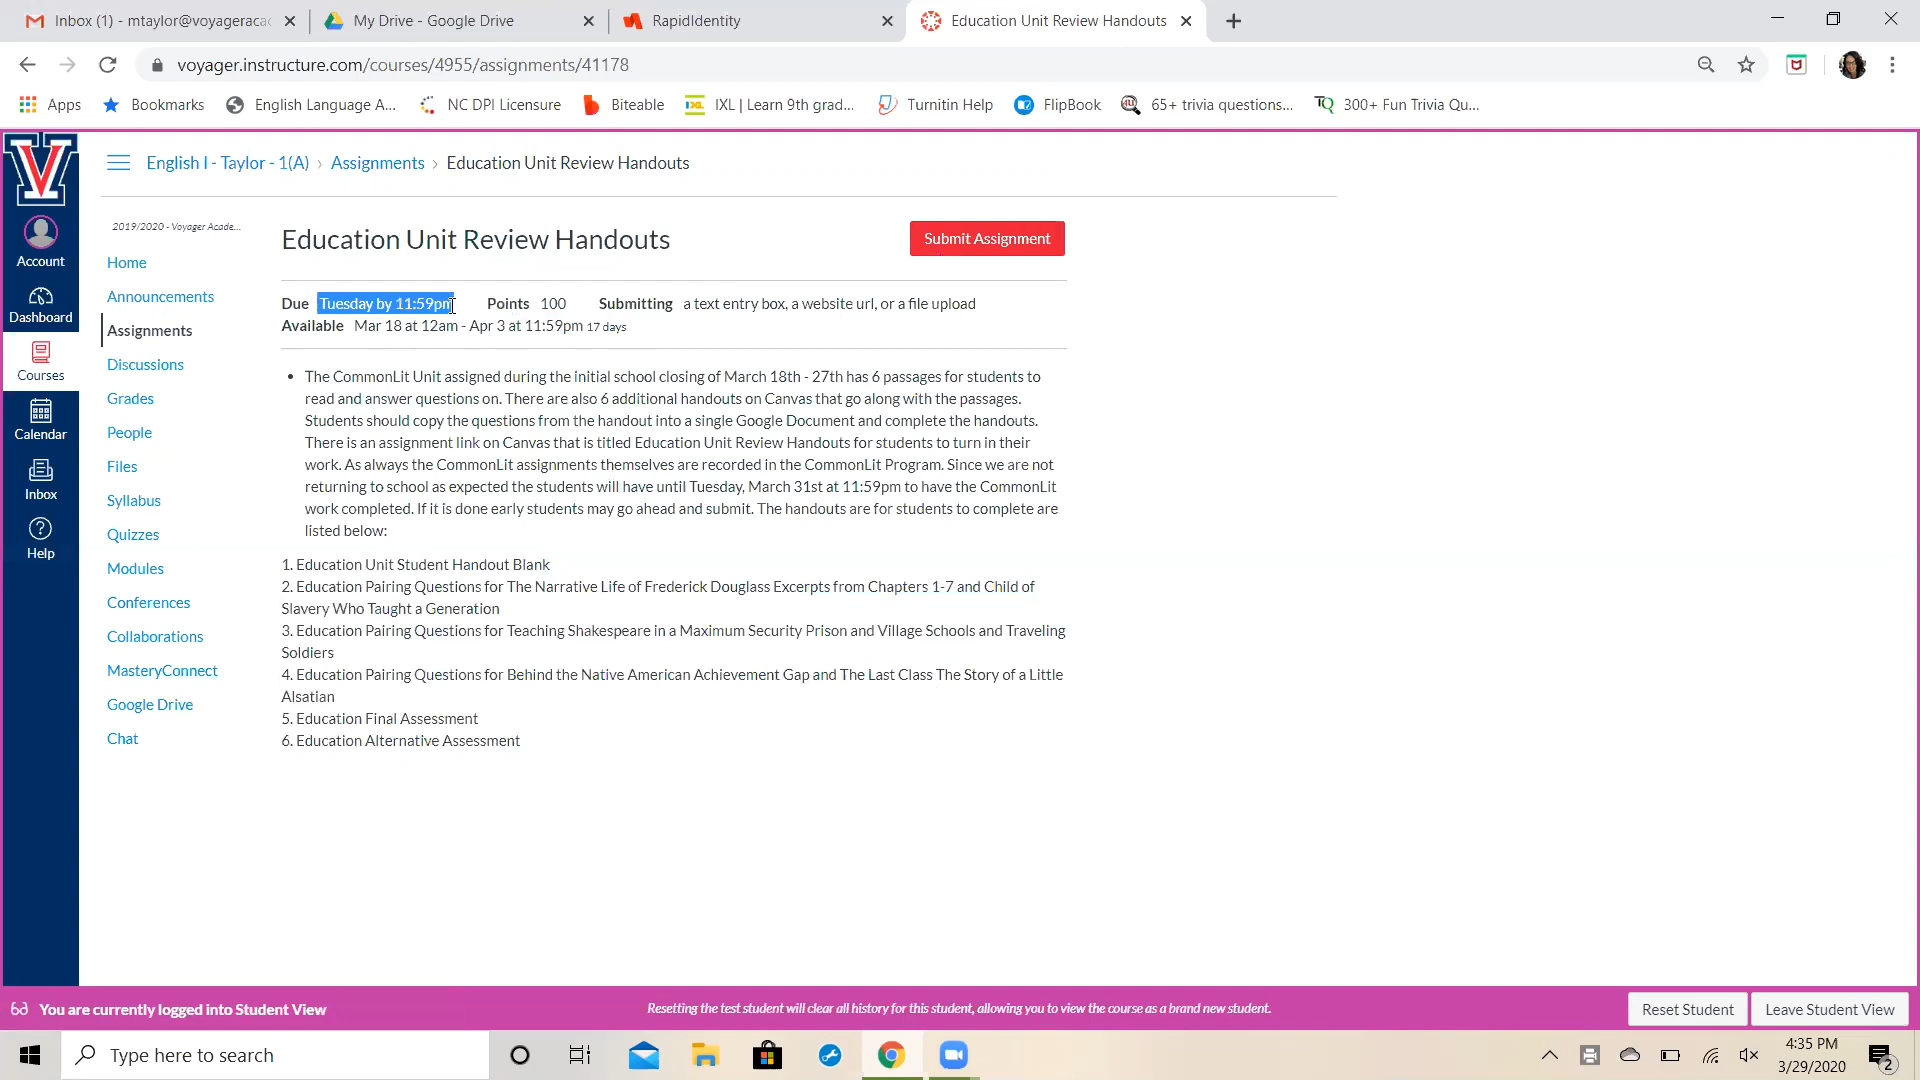 Inbox (1) - mtaylor@voyageraca
My Drive - Google Drive
RapidIdentity
Education Unit Review Handouts
voyager.instructure.com/courses/4955/assignments/41178
Apps
Bookmarks
English Language A...
NC DPI Licensure
Biteable
IXL | Learn 9th grad...
Turnitin Help
FlipBook
65+ trivia questions...
300+ Fun Trivia Qu...
V
Account
Dashboard
Courses
Calendar
Inbox
Help
English I - Taylor - 1(A) › Assignments › Education Unit Review Handouts
2019/2020 - Voyager Acade...
Home
Announcements
Assignments
Discussions
Grades
People
Files
Syllabus
Quizzes
Modules
Conferences
Collaborations
MasteryConnect
Google Drive
Chat
Education Unit Review Handouts
Submit Assignment
Due Tuesday by 11:59pm Points 100 Submitting a text entry box, a website url, or a file upload
Available Mar 18 at 12am - Apr 3 at 11:59pm 17 days
• The CommonLit Unit assigned during the initial school closing of March 18th - 27th has 6 passages for students to
read and answer questions on. There are also 6 additional handouts on Canvas that go along with the passages.
Students should copy the questions from the handout into a single Google Document and complete the handouts.
There is an assignment link on Canvas that is titled Education Unit Review Handouts for students to turn in their
work. As always the CommonLit assignments themselves are recorded in the CommonLit Program. Since we are not
returning to school as expected the students will have until Tuesday, March 31st at 11:59pm to have the CommonLit
work completed. If it is done early students may go ahead and submit. The handouts are for students to complete are
listed below:
1. Education Unit Student Handout Blank
2. Education Pairing Questions for The Narrative Life of Frederick Douglass Excerpts from Chapters 1-7 and Child of
Slavery Who Taught a Generation
3. Education Pairing Questions for Teaching Shakespeare in a Maximum Security Prison and Village Schools and Traveling
Soldiers
4. Education Pairing Questions for Behind the Native American Achievement Gap and The Last Class The Story of a Little
Alsatian
5. Education Final Assessment
6. Education Alternative Assessment
You are currently logged into Student View
Resetting the test student will clear all history for this student, allowing you to view the course as a brand new student.
Reset Student
Leave Student View
Type here to search
4:35 PM
3/29/2020
2